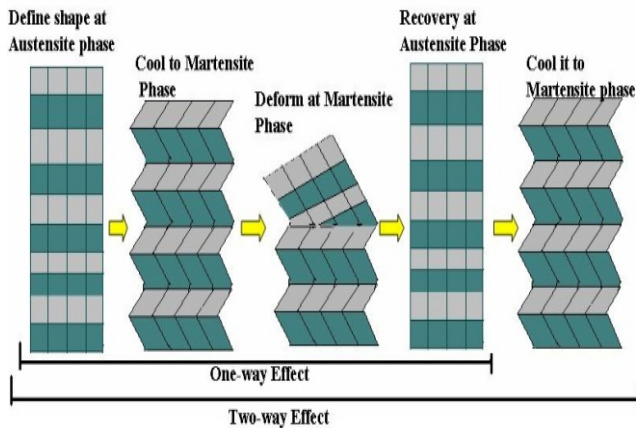 Define shape at
Austensite phase
Cool to Martensite
Phase
Deform at Martensite
Phase
Recovery at
Austensite Phase
Cool it to
Martensite phase
One-way Effect
Two-way Effect